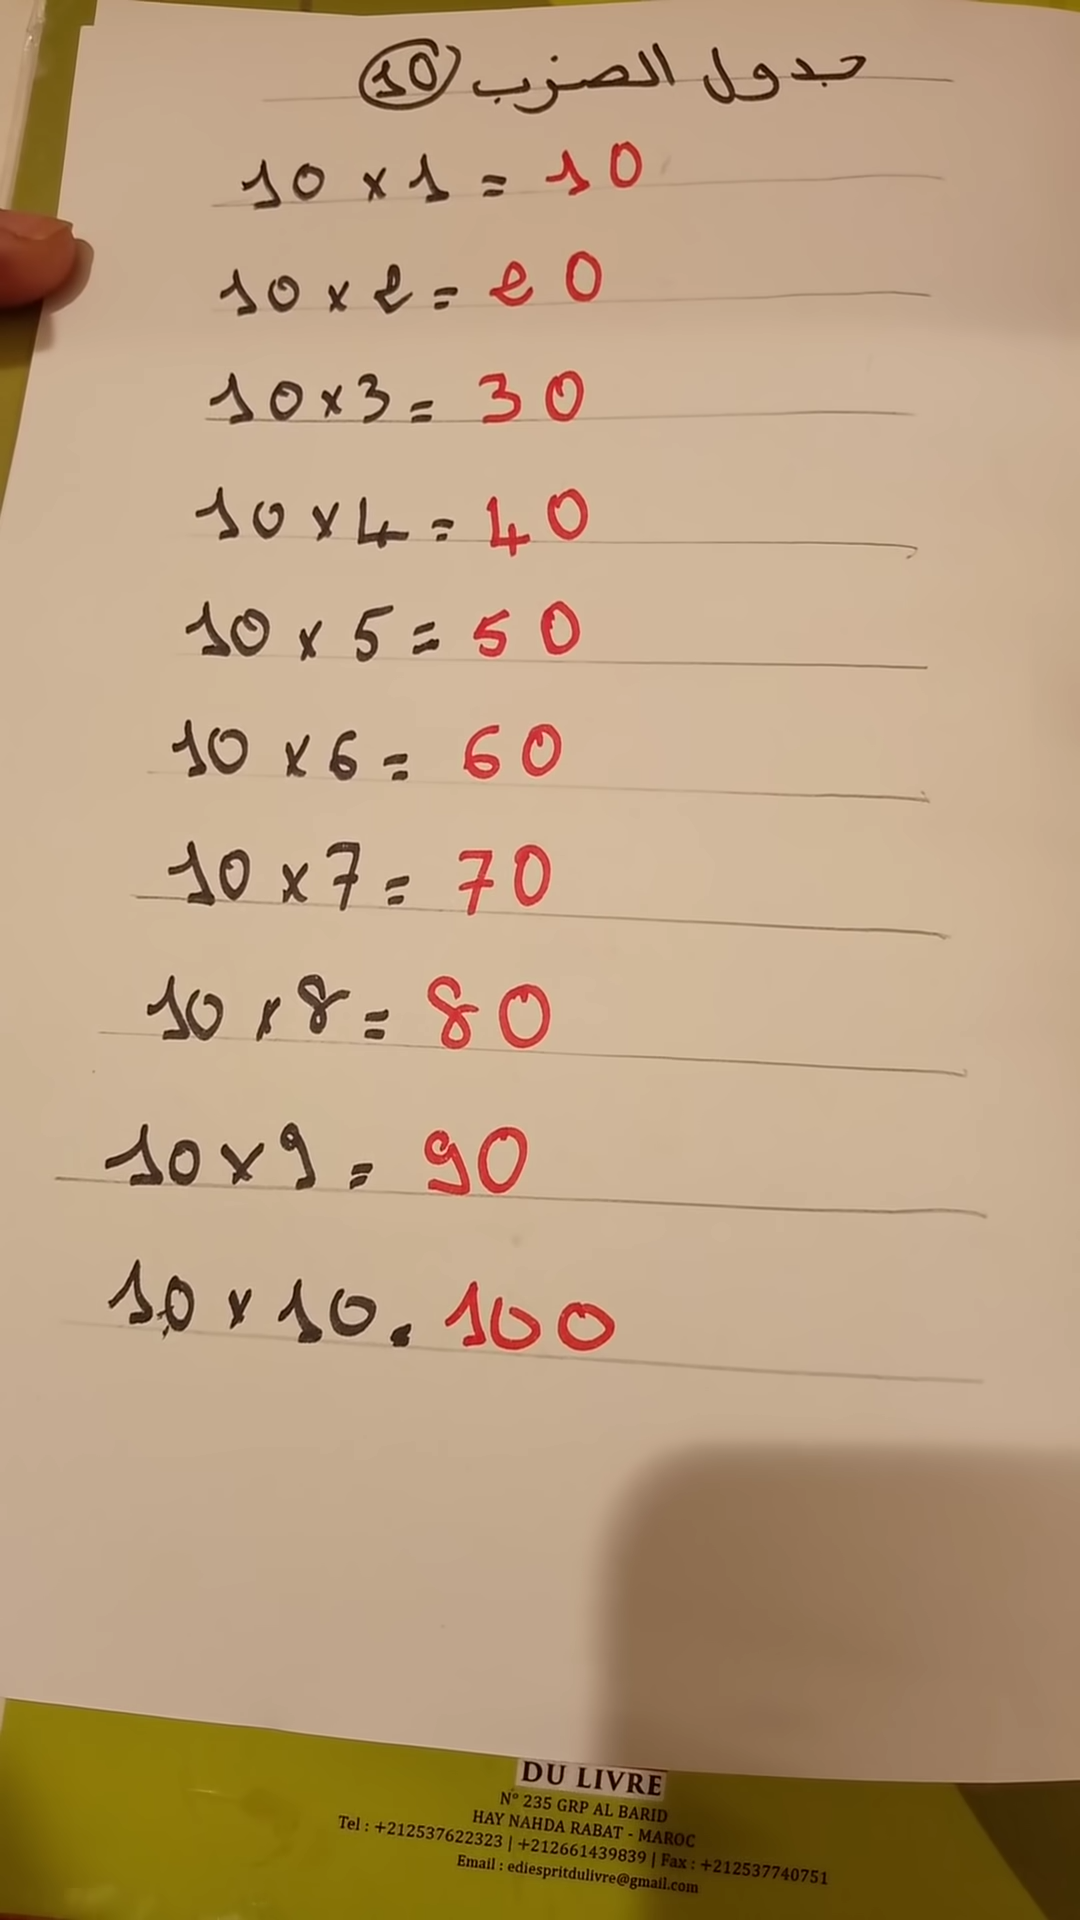 جدول الضرب 10
10 x 1 = 10
10 x 2 = 20
10 x 3 = 30
10 x 4 = 40
10 x 5 = 50
10 x 6 = 60
10 x 7 = 70
10 x 8 = 80
10 x 9 = 90
10 x 10 = 100
DU LIVRE
N° 235 GRP AL BARID
HAY NAHDA RABAT - MAROC
Tel : +212537622323 | +212661439839 | Fax : +212537740751
Email : ediespritdulivre@gmail.com